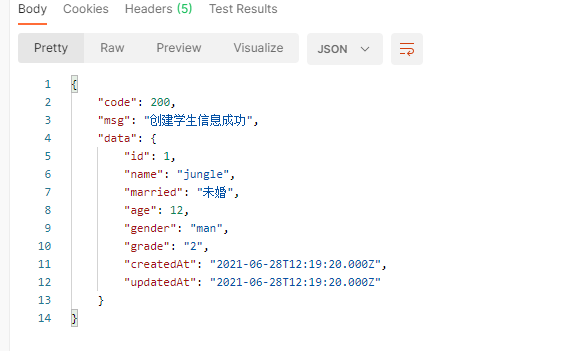 Body Cookies Headers (5) Test Results
Pretty Raw Preview Visualize JSON
1 {
2 "code": 200,
3 "msg": "创建学生信息成功",
4 "data": {
5 "id": 1,
6 "name": "jungle",
7 "married": "未婚",
8 "age": 12,
9 "gender": "man",
10 "grade": "2",
11 "createdAt": "2021-06-28T12:19:20.000Z",
12 "updatedAt": "2021-06-28T12:19:20.000Z"
13 }
14 }